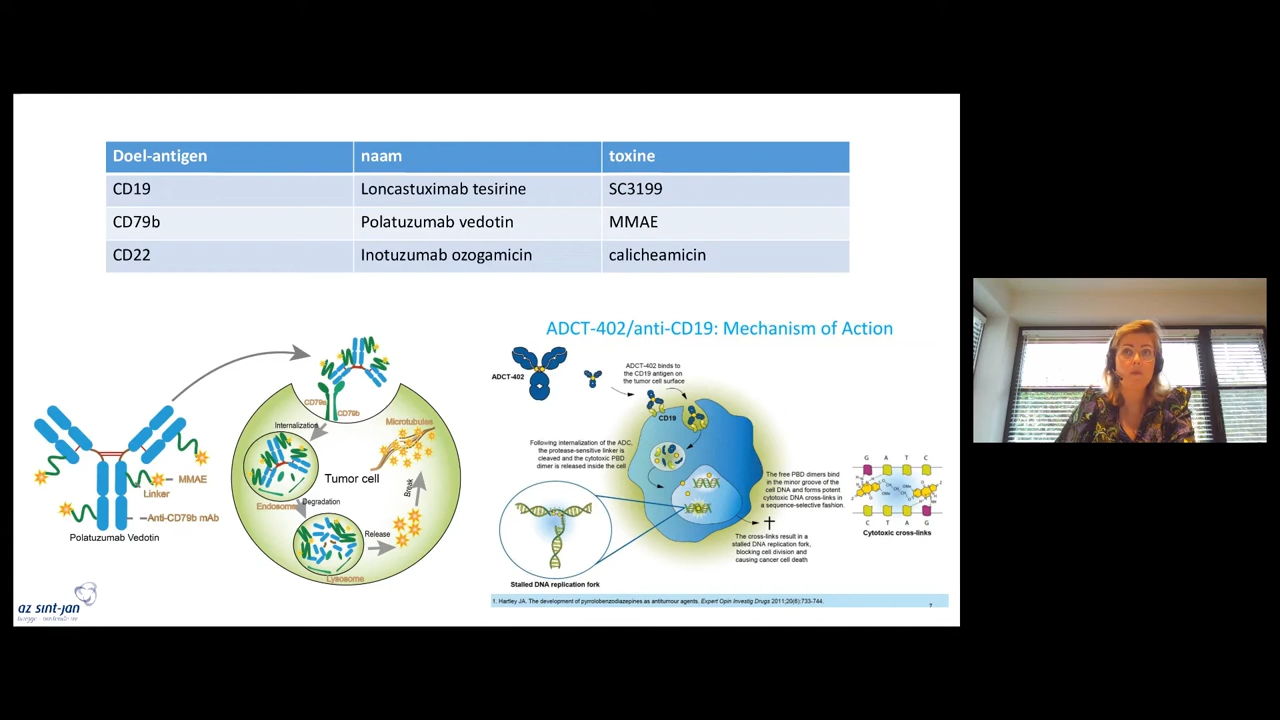 Doel-antigen naam toxine
CD19 Loncastuximab tesirine SC3199
CD79b Polatuzumab vedotin MMAE
CD22 Inotuzumab ozogamicin calicheamicin
ADCT-402/anti-CD19: Mechanism of Action
MMAE
Linker
Anti-CD79b mAb
Polatuzumab Vedotin
CD79a
CD79b
Internalization
Microtubules
Endosome
Tumor cell
Degradation
Break
Release
Lysosome
ADCT-402
ADCT-402 binds to
the CD19 antigen on
the tumor cell surface
CD19
Following internalization of the ADC,
the protease-sensitive linker is
cleaved and the cytotoxic PBD
dimer is released inside the cell
The free PBD dimers bind
in the minor groove of the
cell DNA and forms potent
cytotoxic DNA cross-links in
a sequence-selective fashion.
The cross-links result in a
stalled DNA replication fork,
blocking cell division and
causing cancer cell death
Stalled DNA replication fork
G A T C
C T A G
Cytotoxic cross-links
1. Hartley JA. The development of pyrrolobenzodiazepines as antitumour agents. Expert Opin Investig Drugs 2011;20(6):733-744.
7
az sint-jan